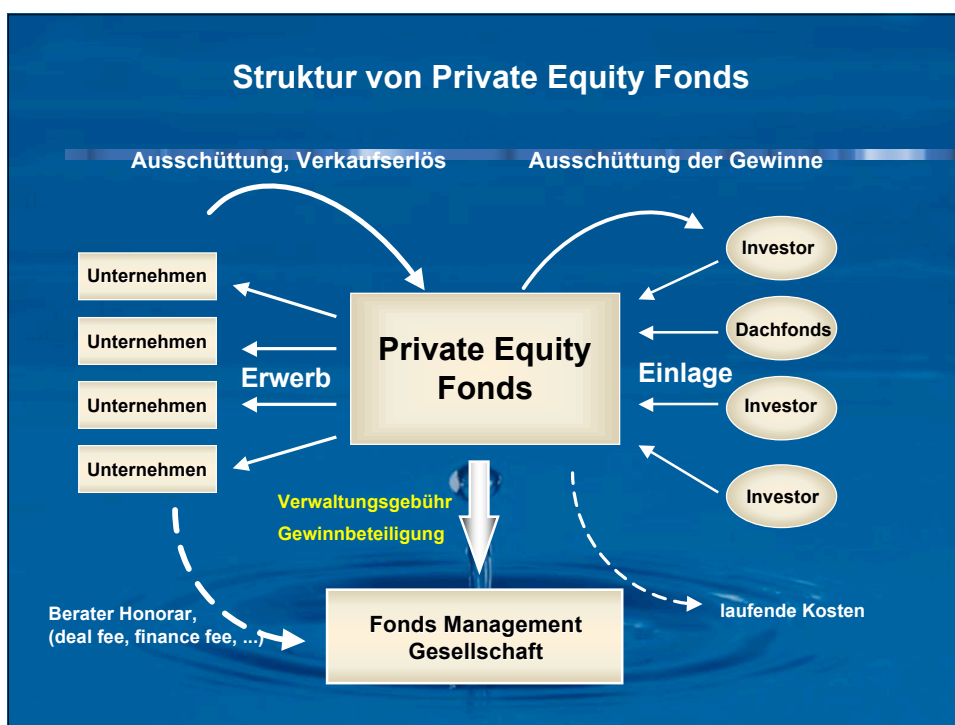 Struktur von Private Equity Fonds
Ausschüttung, Verkaufserlös
Ausschüttung der Gewinne
Unternehmen
Unternehmen
Unternehmen
Unternehmen
Erwerb
Private Equity
Fonds
Einlage
Investor
Dachfonds
Investor
Investor
Verwaltungsgebühr
Gewinnbeteiligung
Berater Honorar,
(deal fee, finance fee, ...)
Fonds Management
Gesellschaft
laufende Kosten